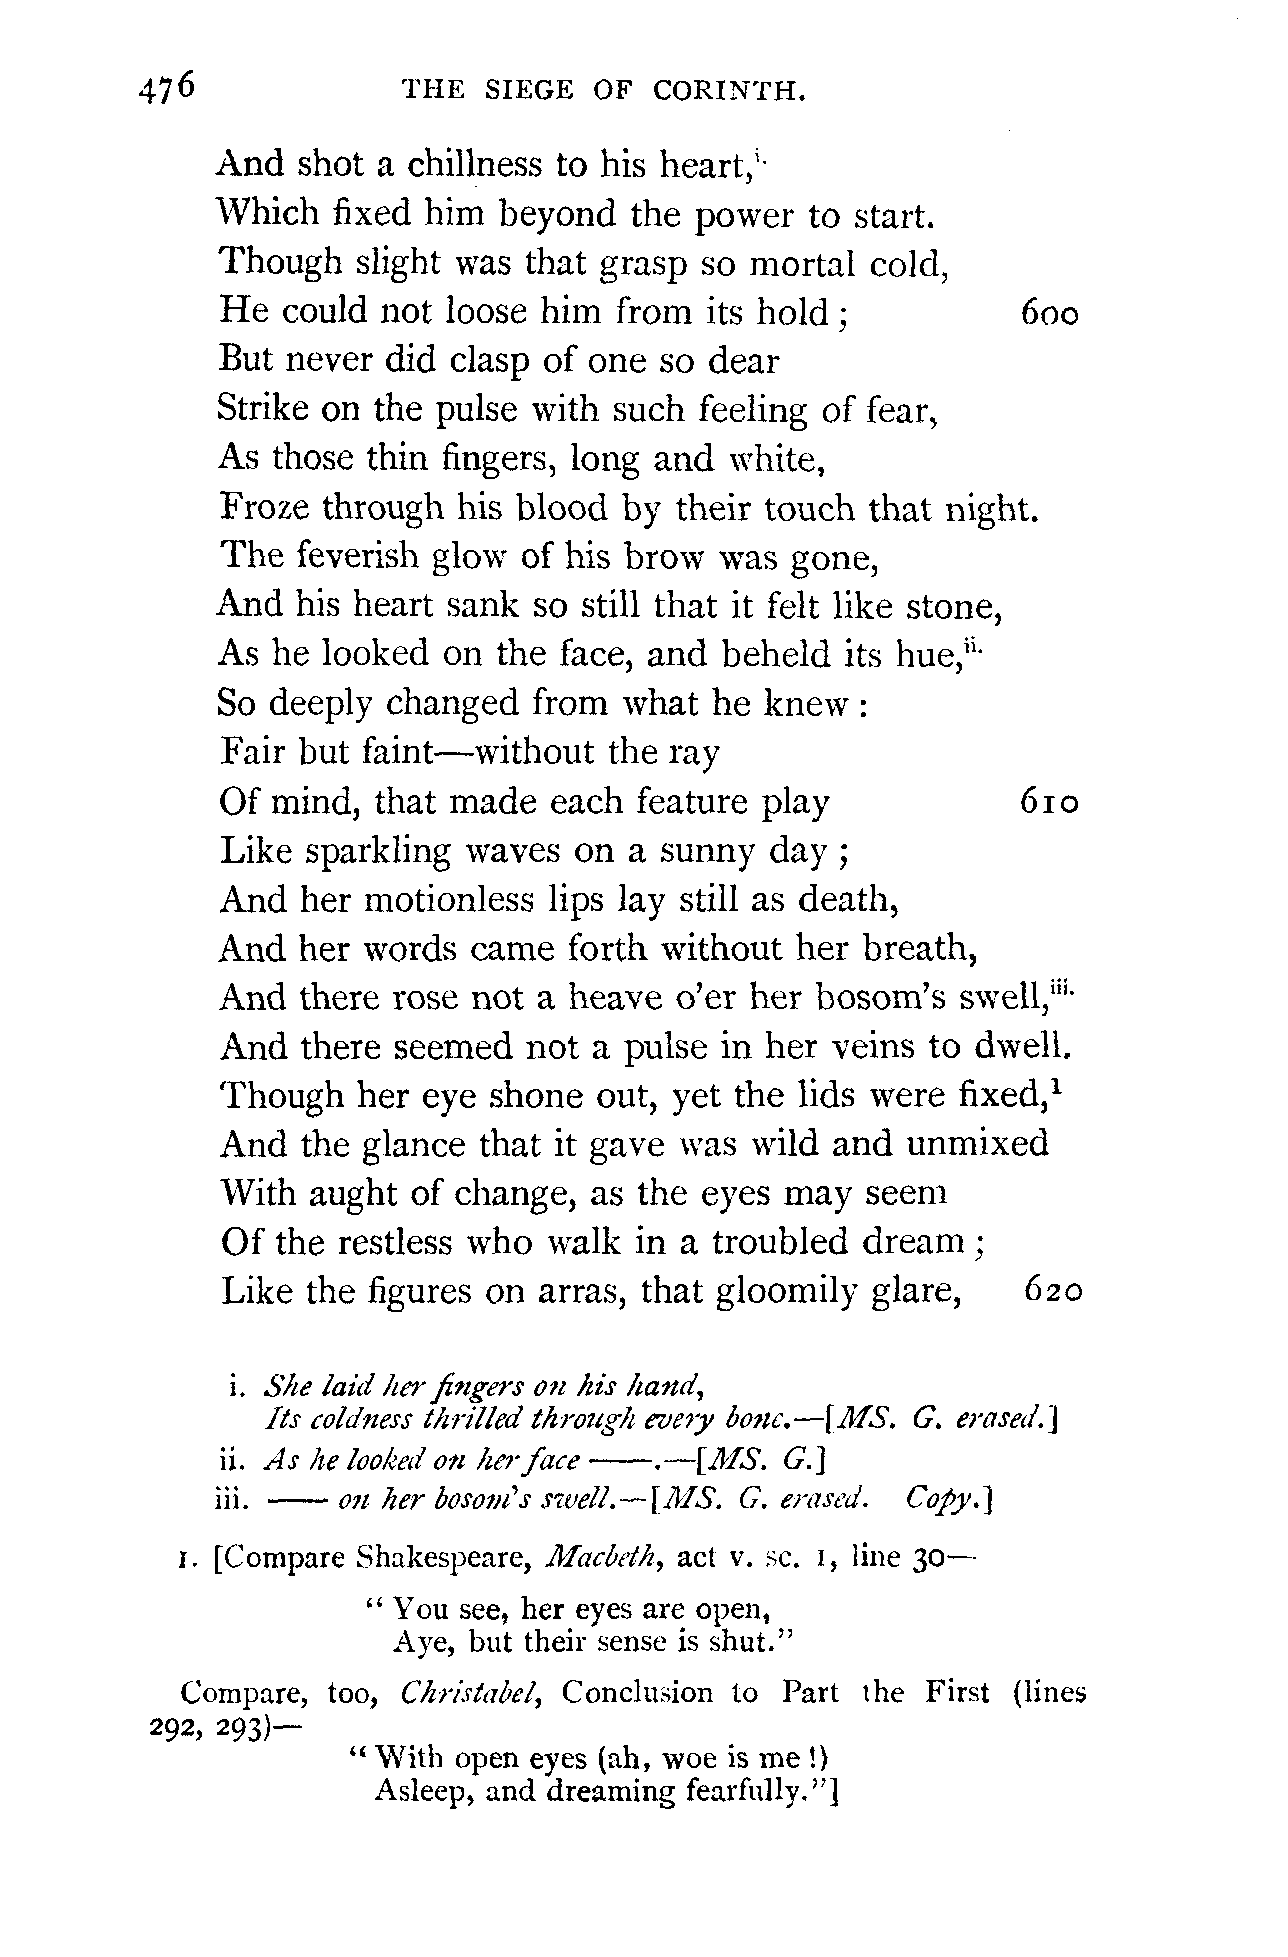 476 THE SIEGE OF CORINTH.
And shot a chillness to his heart,i.
Which fixed him beyond the power to start.
Though slight was that grasp so mortal cold,
He could not loose him from its hold ; 600
But never did clasp of one so dear
Strike on the pulse with such feeling of fear,
As those thin fingers, long and white,
Froze through his blood by their touch that night.
The feverish glow of his brow was gone,
And his heart sank so still that it felt like stone,
As he looked on the face, and beheld its hue,ii.
So deeply changed from what he knew :
Fair but faint—without the ray
Of mind, that made each feature play 610
Like sparkling waves on a sunny day ;
And her motionless lips lay still as death,
And her words came forth without her breath,
And there rose not a heave o'er her bosom's swell,iii.
And there seemed not a pulse in her veins to dwell.
Though her eye shone out, yet the lids were fixed,1
And the glance that it gave was wild and unmixed
With aught of change, as the eyes may seem
Of the restless who walk in a troubled dream ;
Like the figures on arras, that gloomily glare, 620
i. She laid her fingers on his hand,
Its coldness thrilled through every bone.—[MS. G. erased.]
ii. As he looked on her face ——.—[MS. G.]
iii. —— on her bosom's swell.—[MS. G. erased. Copy.]
1. [Compare Shakespeare, Macbeth, act v. sc. 1, line 30—
" You see, her eyes are open,
Aye, but their sense is shut."
Compare, too, Christabel, Conclusion to Part the First (lines
292, 293)—
" With open eyes (ah, woe is me !)
Asleep, and dreaming fearfully."]